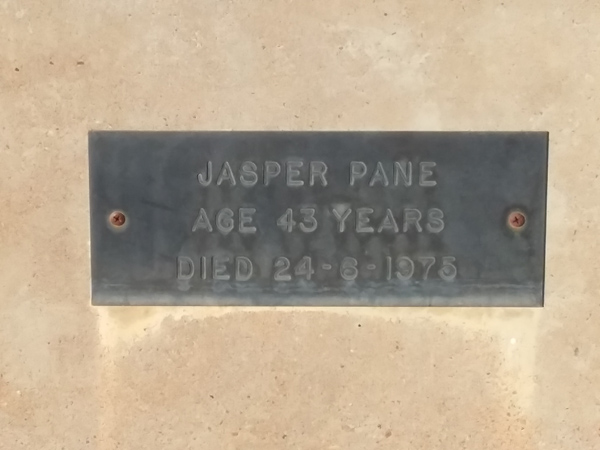 JASPER PANE
AGE 43 YEARS
DIED 24-6-1975